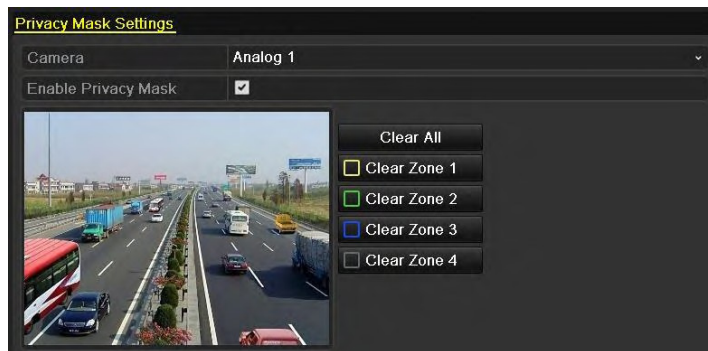 Privacy Mask Settings
Camera Analog 1
Enable Privacy Mask
Clear All
Clear Zone 1
Clear Zone 2
Clear Zone 3
Clear Zone 4